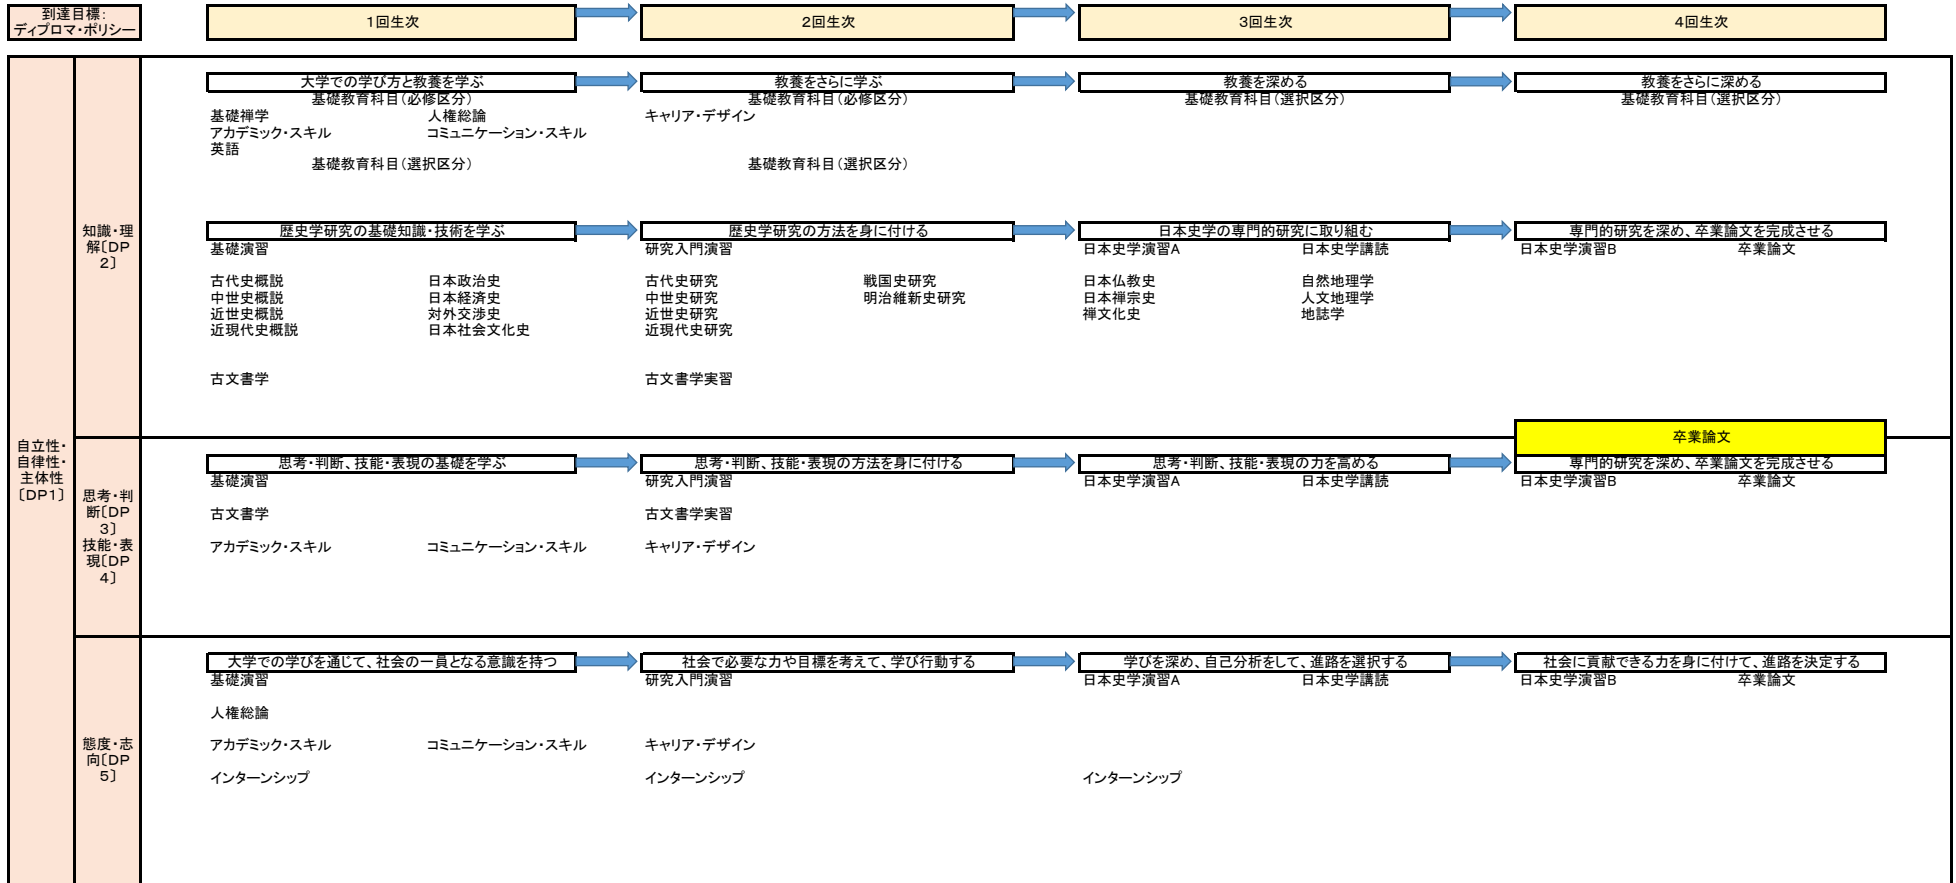 到達目標:
ディプロマ・ポリシー
1回生次
2回生次
3回生次
4回生次
自立性・
自律性・
主体性
〔DP1〕
知識・理
解〔DP
2〕
大学での学び方と教養を学ぶ
教養をさらに学ぶ
教養を深める
教養をさらに深める
基礎教育科目(必修区分)
基礎教育科目(必修区分)
基礎教育科目(選択区分)
基礎教育科目(選択区分)
基礎禅学 人権総論 キャリア・デザイン
アカデミック・スキル コミュニケーション・スキル
英語
基礎教育科目(選択区分)
基礎教育科目(選択区分)
歴史学研究の基礎知識・技術を学ぶ
歴史学研究の方法を身に付ける
日本史学の専門的研究に取り組む
専門的研究を深め、卒業論文を完成させる
基礎演習 研究入門演習 日本史学演習A 日本史学講読 日本史学演習B 卒業論文
古代史概説 日本政治史 古代史研究 戦国史研究 日本仏教史 自然地理学
中世史概説 日本経済史 中世史研究 明治維新史研究 日本禅宗史 人文地理学
近世史概説 対外交渉史 近世史研究 禅文化史 地誌学
近現代史概説 日本社会文化史 近現代史研究
古文書学 古文書学実習
卒業論文
思考・判
断〔DP
3〕
技能・表
現〔DP
4〕
思考・判断、技能・表現の基礎を学ぶ
思考・判断、技能・表現の方法を身に付ける
思考・判断、技能・表現の力を高める
専門的研究を深め、卒業論文を完成させる
基礎演習 研究入門演習 日本史学演習A 日本史学講読 日本史学演習B 卒業論文
古文書学 古文書学実習
アカデミック・スキル コミュニケーション・スキル キャリア・デザイン
態度・志
向〔DP
5〕
大学での学びを通じて、社会の一員となる意識を持つ
社会で必要な力や目標を考えて、学び行動する
学びを深め、自己分析をして、進路を選択する
社会に貢献できる力を身に付けて、進路を決定する
基礎演習 研究入門演習 日本史学演習A 日本史学講読 日本史学演習B 卒業論文
人権総論
アカデミック・スキル コミュニケーション・スキル キャリア・デザイン
インターンシップ インターンシップ インターンシップ